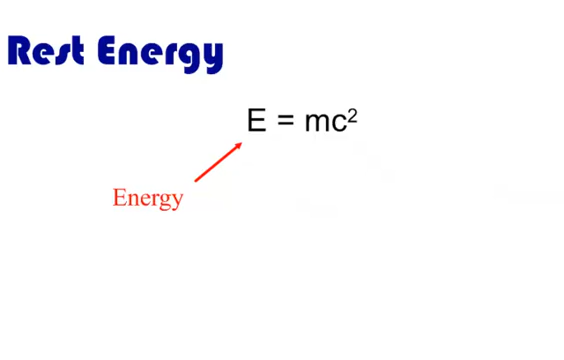 Rest Energy
E = mc²
Energy